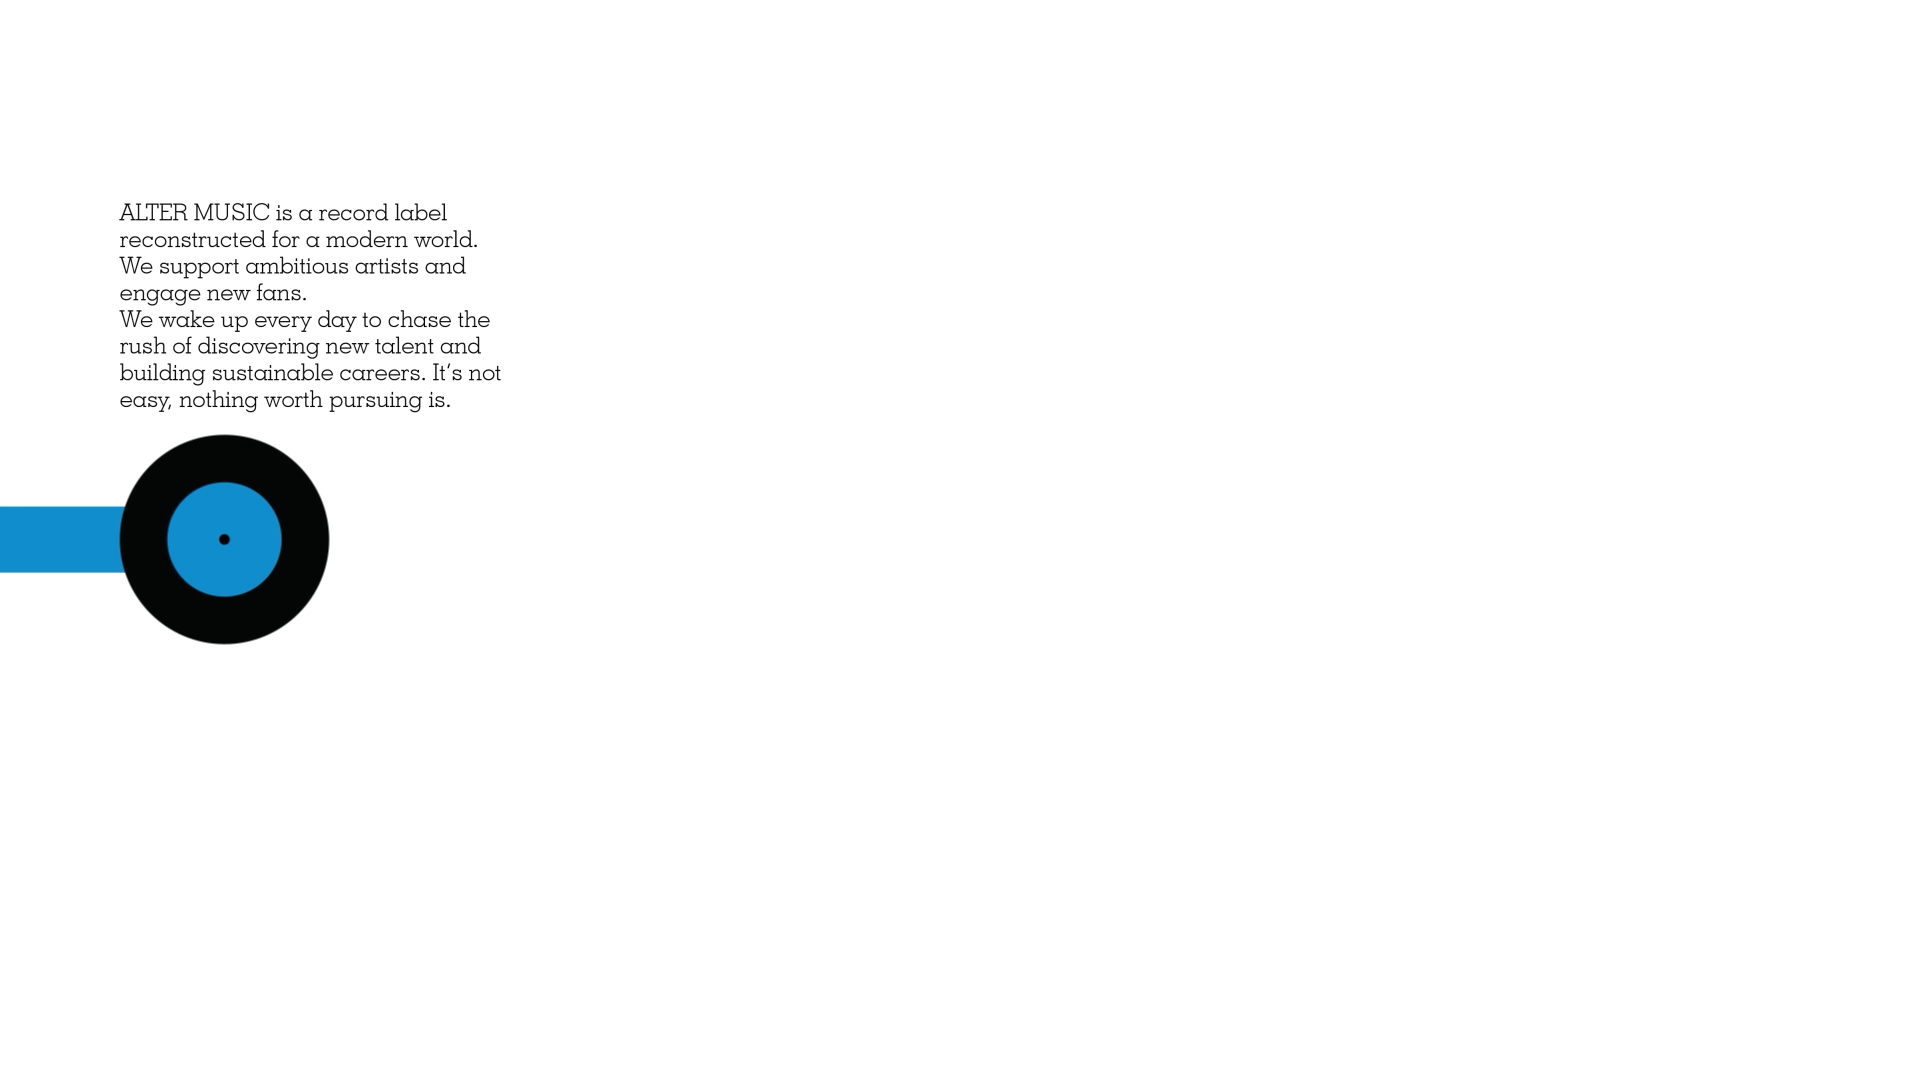 ALTER MUSIC is a record label
reconstructed for a modern world.
We support ambitious artists and
engage new fans.
We wake up every day to chase the
rush of discovering new talent and
building sustainable careers. It’s not
easy, nothing worth pursuing is.